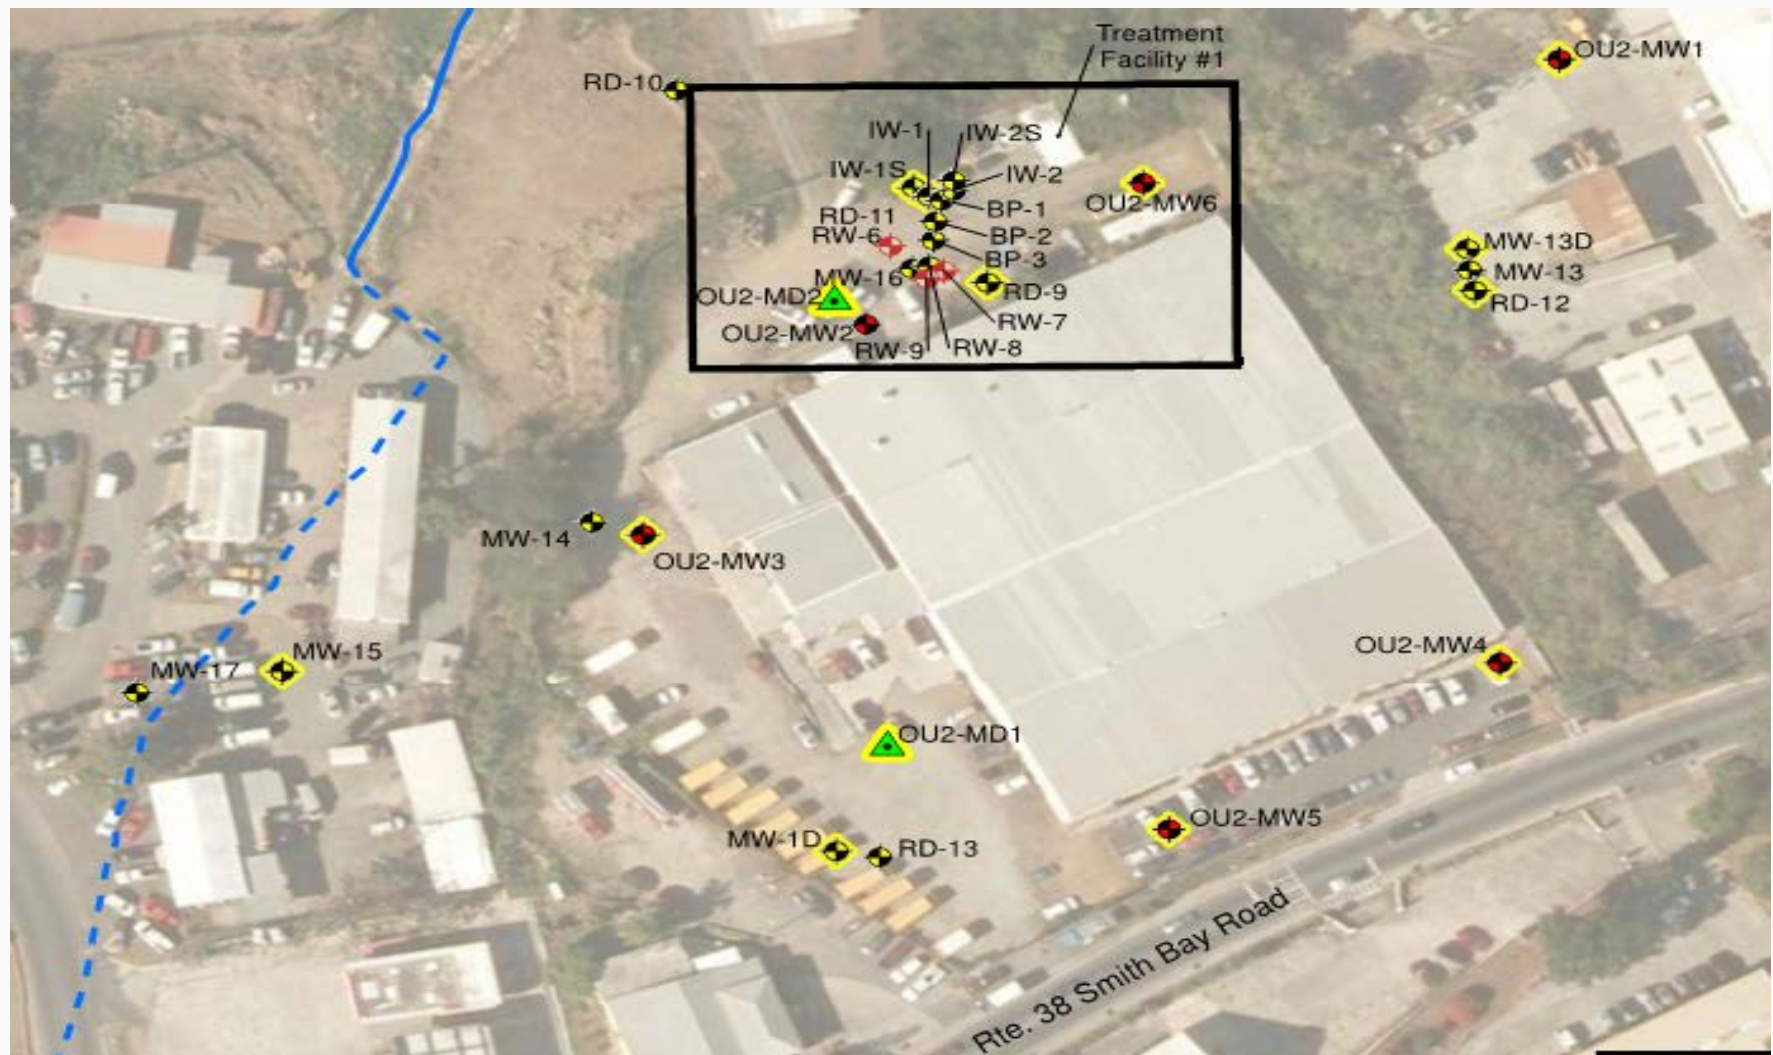 Treatment
Facility #1
OU2-MW1
RD-10
IW-1
IW-2S
IW-1S
IW-2
OU2-MW6
BP-1
RD-11
BP-2
RW-6
BP-3
MW-16
RD-9
OU2-MD2
RW-7
OU2-MW2
RW-9
RW-8
MW-13D
MW-13
RD-12
MW-14
OU2-MW3
MW-15
MW-17
OU2-MW4
OU2-MD1
OU2-MW5
MW-1D
RD-13
Rte. 38 Smith Bay Road